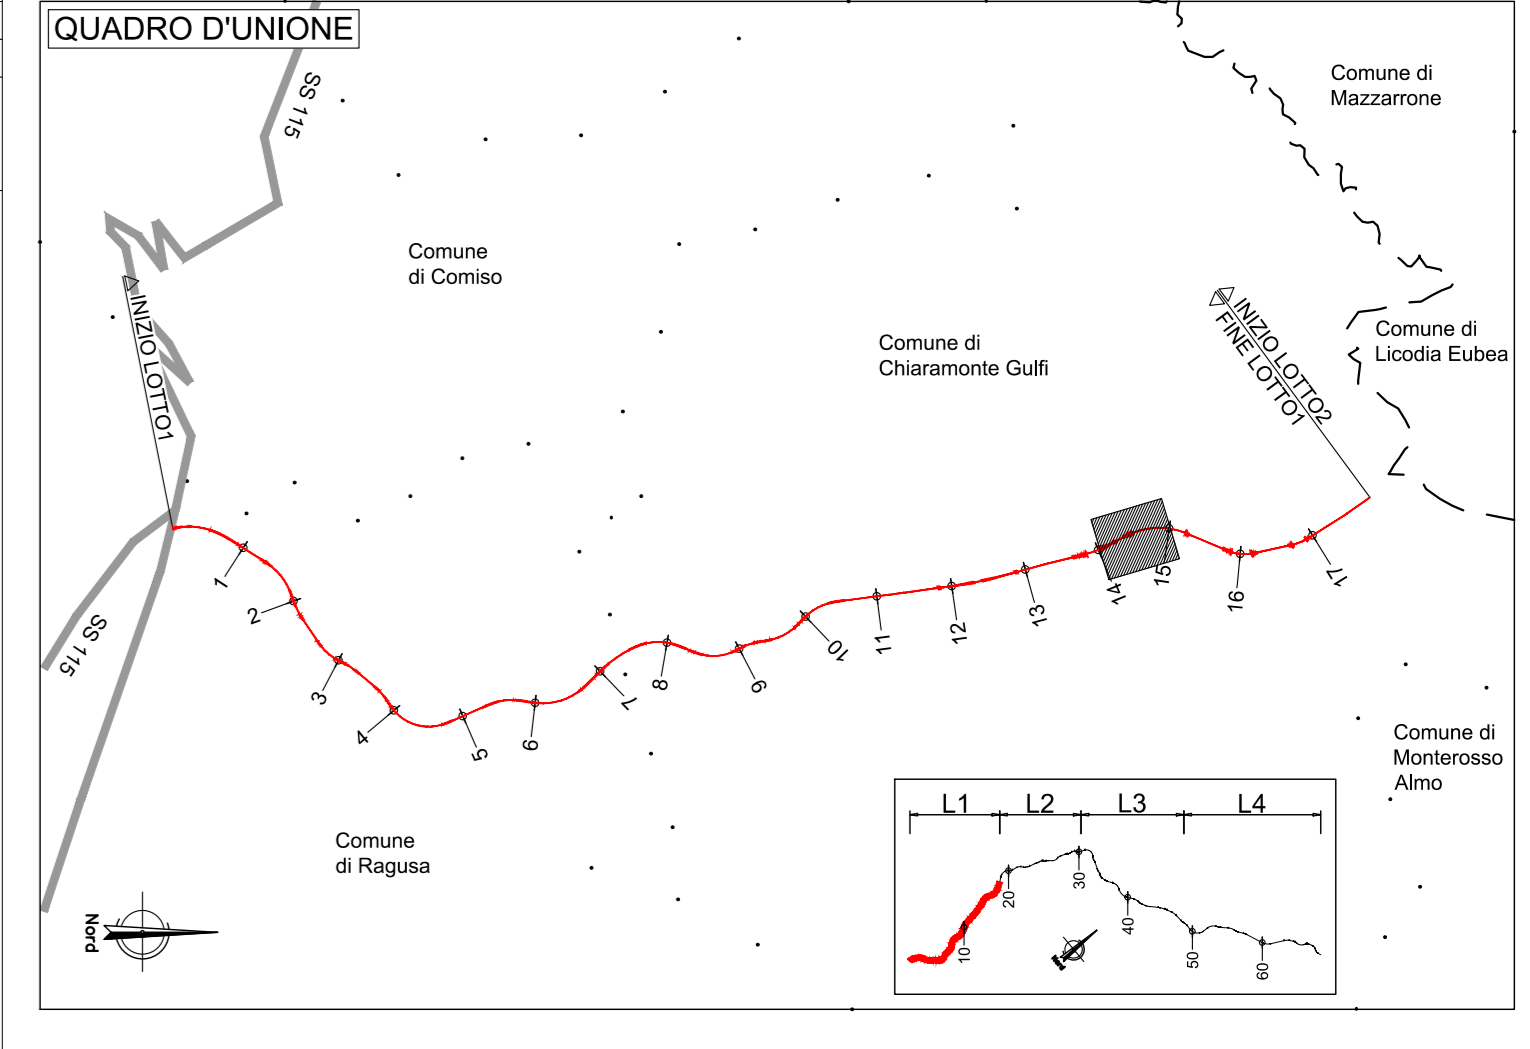 QUADRO D'UNIONE
SS 115
Comune di
Mazzarrone
Comune
di Comiso
INIZIO LOTTO1
INIZIO LOTTO2
FINE LOTTO1
Comune di
Chiaramonte Gulfi
Comune di
Licodia Eubea
1
2
3
4
5
6
7
8
9
10
11
12
13
14
15
16
17
SS 115
Comune di
Monterosso
Almo
Comune
di Ragusa
Nord
L1 L2 L3 L4
10
20
30
40
50
60
Nord